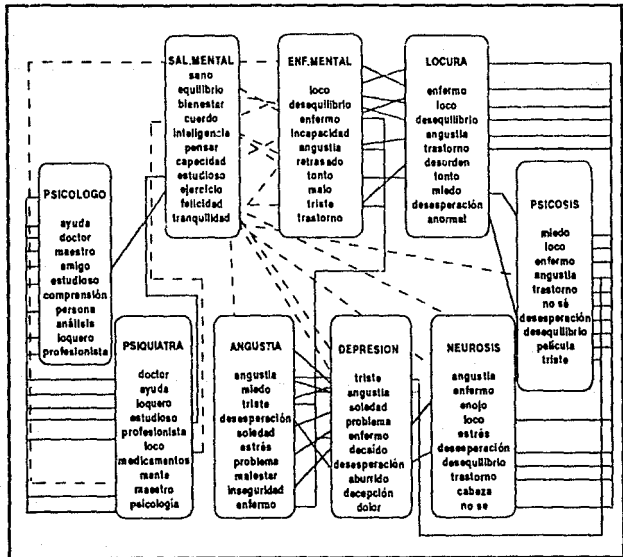 SAL.MENTAL
sano
equilibrio
bienestar
cuerdo
inteligencia
pensar
capacidad
estudioso
ejercicio
felicidad
tranquilidad
ENF.MENTAL
loco
desequilibrio
enfermo
incapacidad
angustia
retrasado
tonto
malo
triste
trastorno
LOCURA
enfermo
loco
desequilibrio
angustia
trastorno
desorden
tonto
miedo
desesperación
anormal
PSICOLOGO
ayuda
doctor
maestro
amigo
estudioso
comprensión
persona
análisis
loquero
profesionista
PSICOSIS
miedo
loco
enfermo
angustia
trastorno
no sé
desesperación
desequilibrio
película
triste
PSIQUIATRA
doctor
ayuda
loquero
estudioso
profesionista
loco
medicamentos
mente
maestro
psicología
ANGUSTIA
angustia
miedo
triste
desesperación
soledad
estrés
problema
malestar
inseguridad
enfermo
DEPRESION
triste
angustia
soledad
problema
enfermo
decaído
desesperación
aburrido
decepción
dolor
NEUROSIS
angustia
enfermo
enojo
loco
estrés
desesperación
desequilibrio
trastorno
cabeza
no se